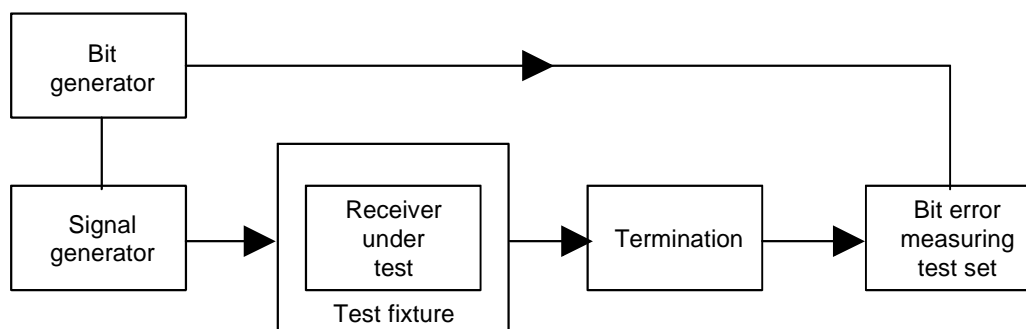 Bit
generator
Signal
generator
Receiver
under
test
Test fixture
Termination
Bit error
measuring
test set